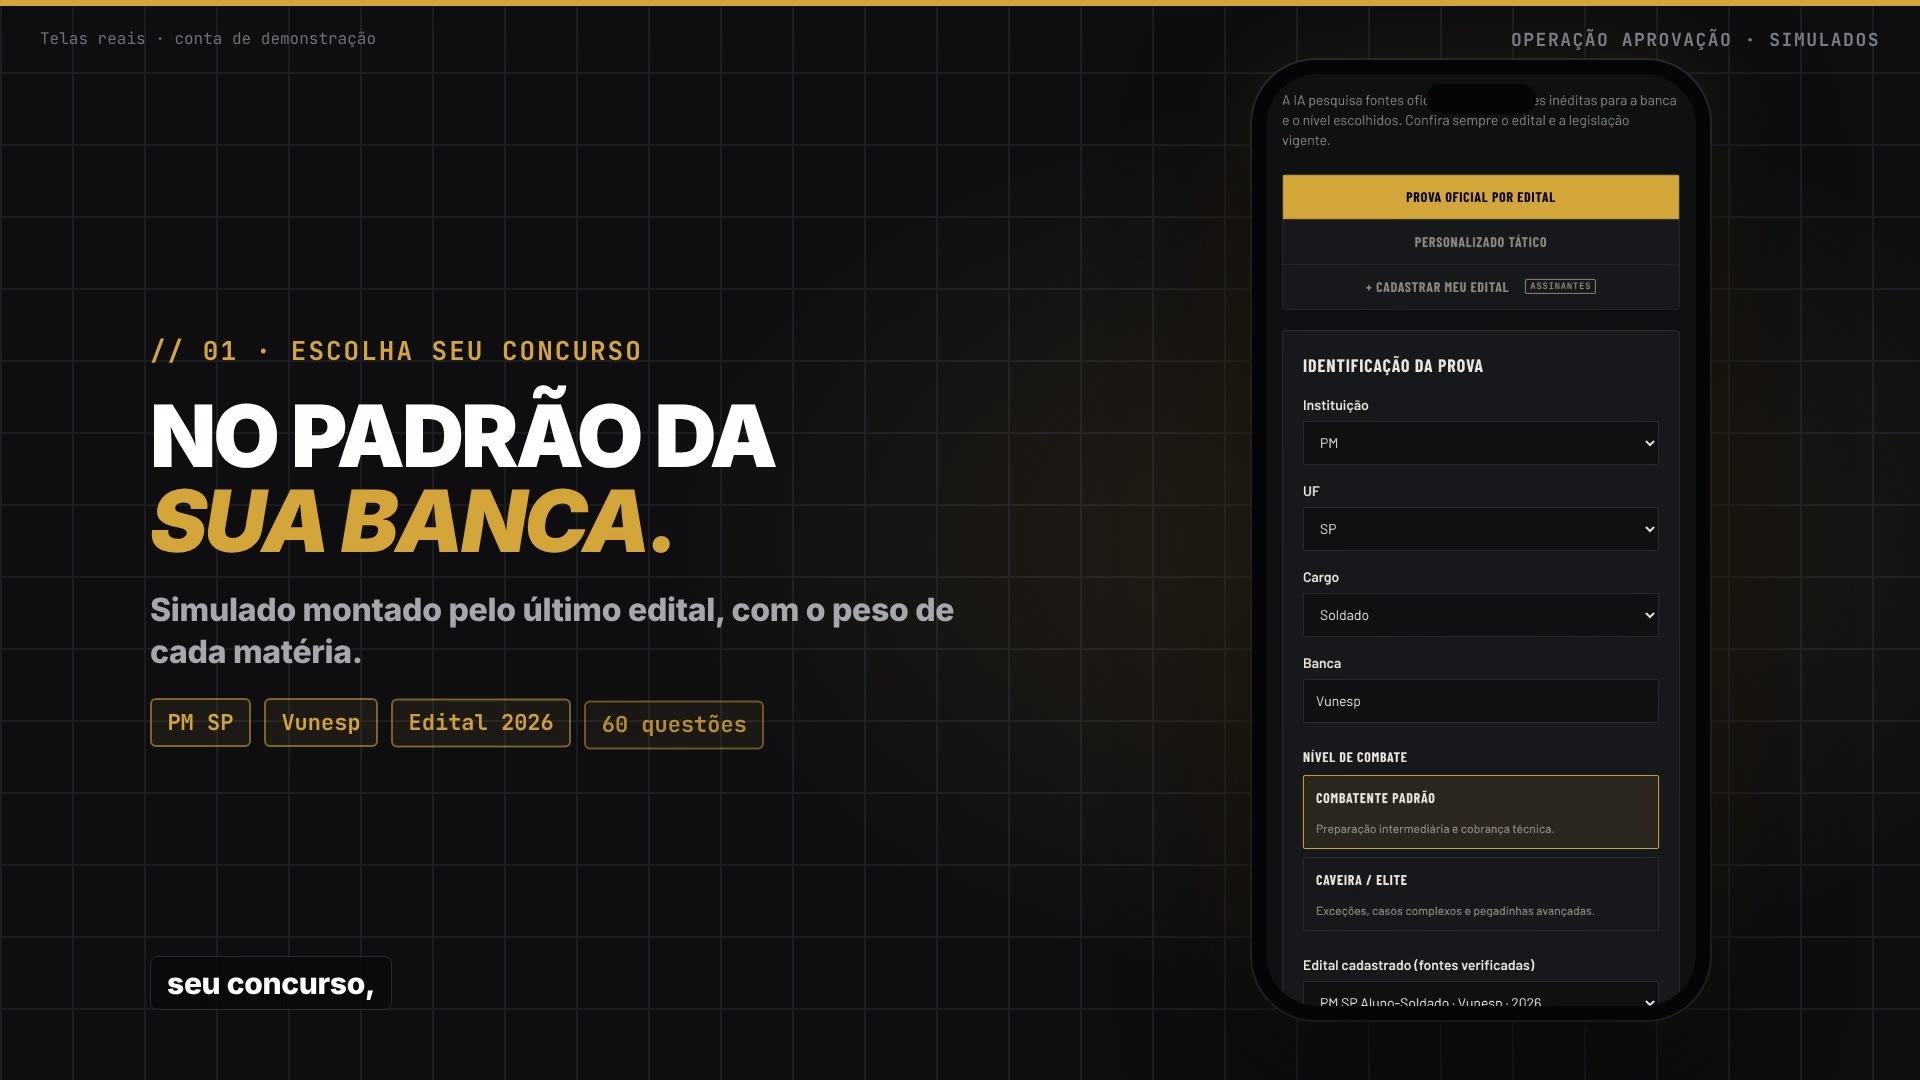 Telas reais · conta de demonstração
OPERAÇÃO APROVAÇÃO · SIMULADOS
// 01 · ESCOLHA SEU CONCURSO
NO PADRÃO DA
SUA BANCA.
Simulado montado pelo último edital, com o peso de
cada matéria.
PM SP
Vunesp
Edital 2026
60 questões
seu concurso,
A IA pesquisa fontes inéditas para a banca
e o nível escolhidos. Confira sempre o edital e a legislação
vigente.
PROVA OFICIAL POR EDITAL
PERSONALIZADO TÁTICO
+ CADASTRAR MEU EDITAL ASSINANTES
IDENTIFICAÇÃO DA PROVA
Instituição
PM
UF
SP
Cargo
Soldado
Banca
Vunesp
NÍVEL DE COMBATE
COMBATENTE PADRÃO
Preparação intermediária e cobrança técnica.
CAVEIRA / ELITE
Exceções, casos complexos e pegadinhas avançadas.
Edital cadastrado (fontes verificadas)
PM SP Aluno-Soldado · Vunesp · 2026